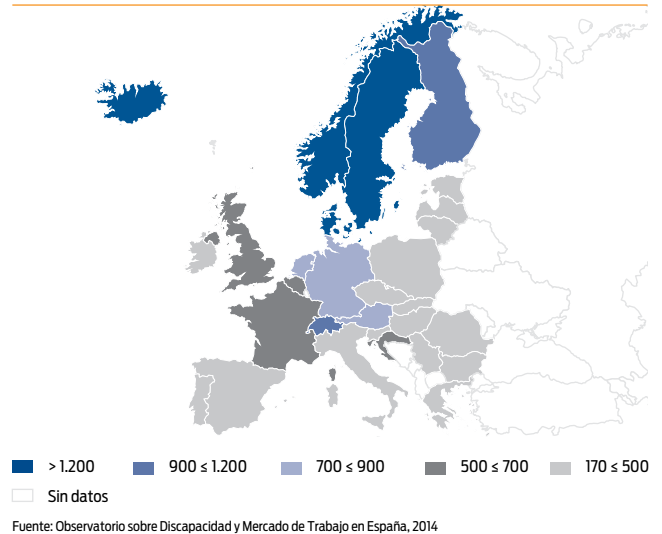 > 1.200 900 ≤ 1.200 700 ≤ 900 500 ≤ 700 170 ≤ 500
Sin datos
Fuente: Observatorio sobre Discapacidad y Mercado de Trabajo en España, 2014